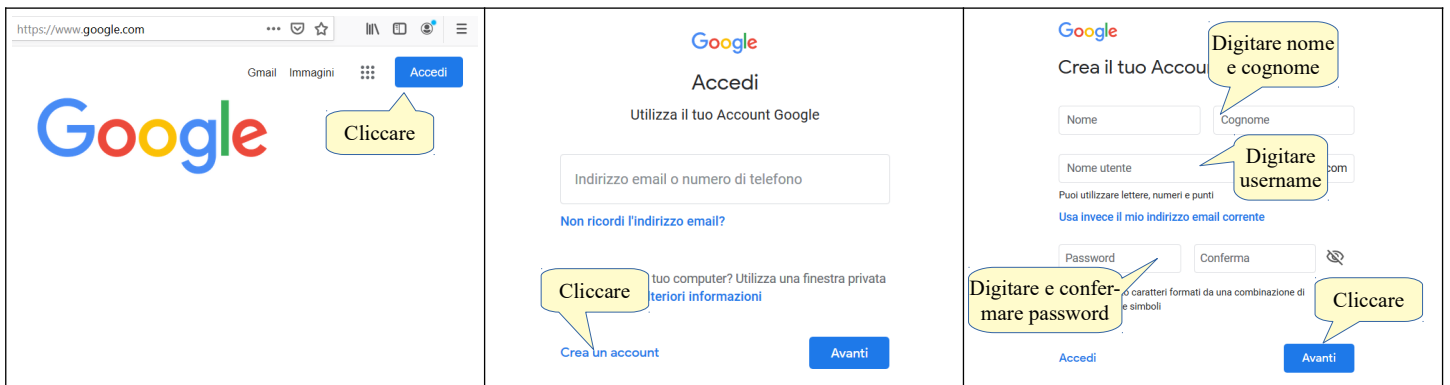 https://www.google.com
Gmail Immagini Accedi
Google
Cliccare
Google
Accedi
Utilizza il tuo Account Google
Indirizzo email o numero di telefono
Non ricordi l'indirizzo email?
tuo computer? Utilizza una finestra privata
lteriori informazioni
Cliccare
Crea un account Avanti
Google
Crea il tuo Accou
Digitare nome
e cognome
Nome Cognome
Nome utente com
Digitare
username
Puoi utilizzare lettere, numeri e punti
Usa invece il mio indirizzo email corrente
Password Conferma
Digitare e confer-
mare password
o caratteri formati da una combinazione di
e simboli
Cliccare
Accedi Avanti